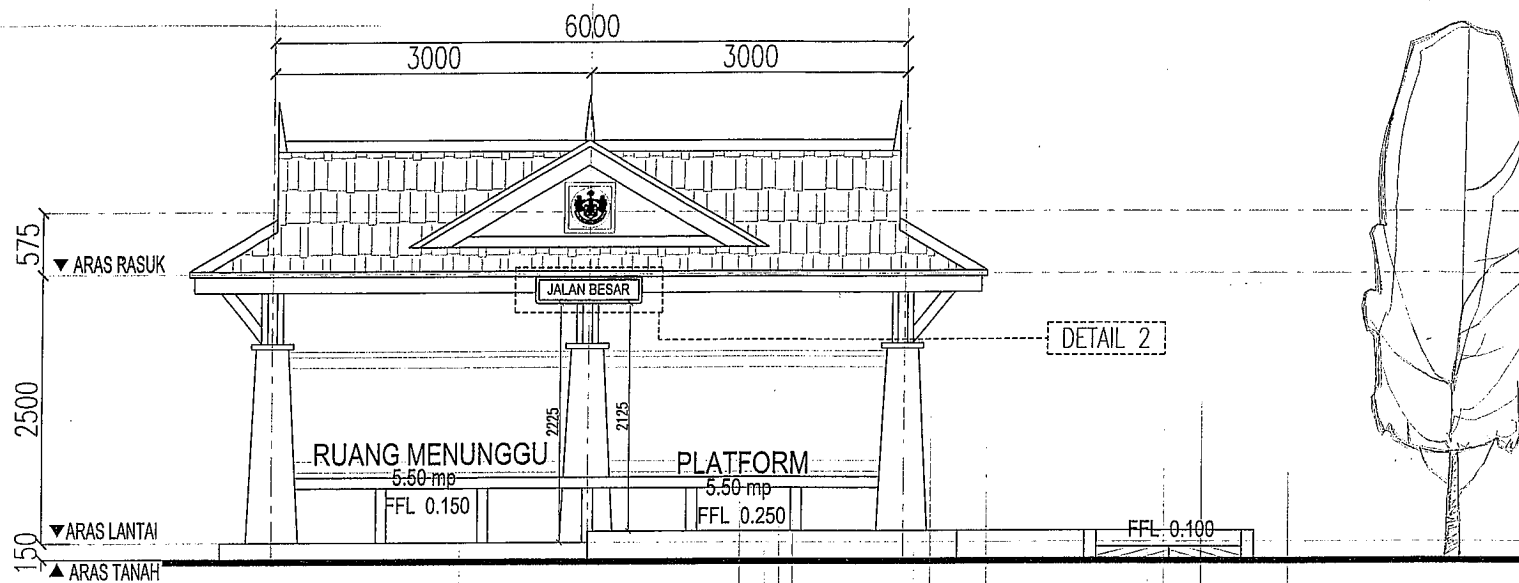 6000
3000
3000
575
▼ ARAS RASUK
JALAN BESAR
DETAIL 2
2500
2225
2125
RUANG MENUNGGU
5.50 mp
FFL 0.150
PLATFORM
5.50 mp
FFL 0.250
FFL 0.100
▼ARAS LANTAI
150
▲ ARAS TANAH